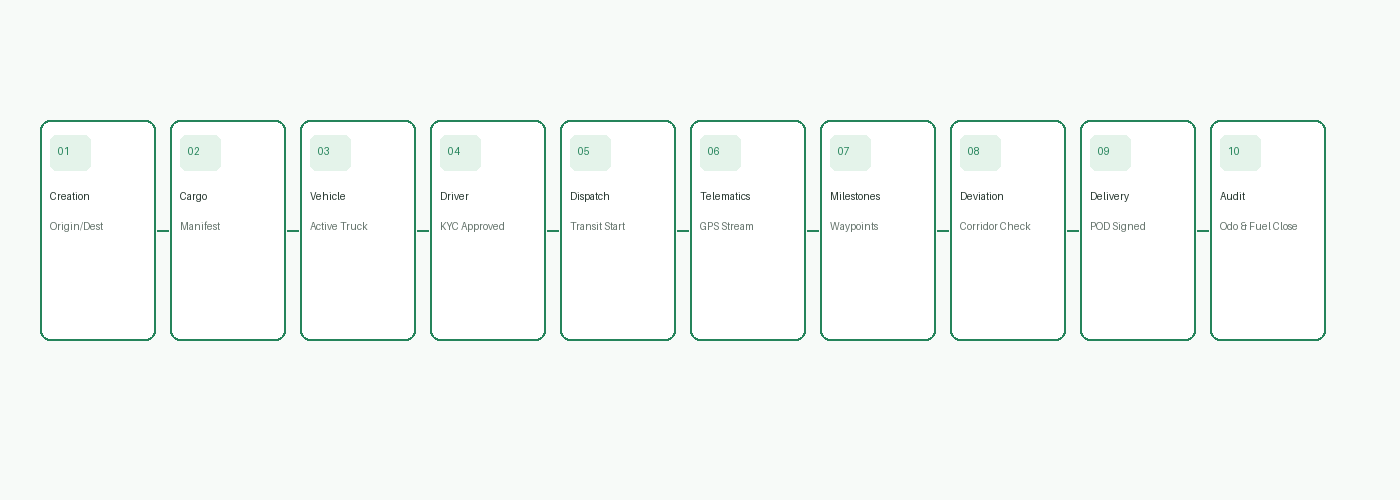 01
Creation
Origin/Dest
02
Cargo
Manifest
03
Vehicle
Active Truck
04
Driver
KYC Approved
05
Dispatch
Transit Start
06
Telematics
GPS Stream
07
Milestones
Waypoints
08
Deviation
Corridor Check
09
Delivery
POD Signed
10
Audit
Odo & Fuel Close